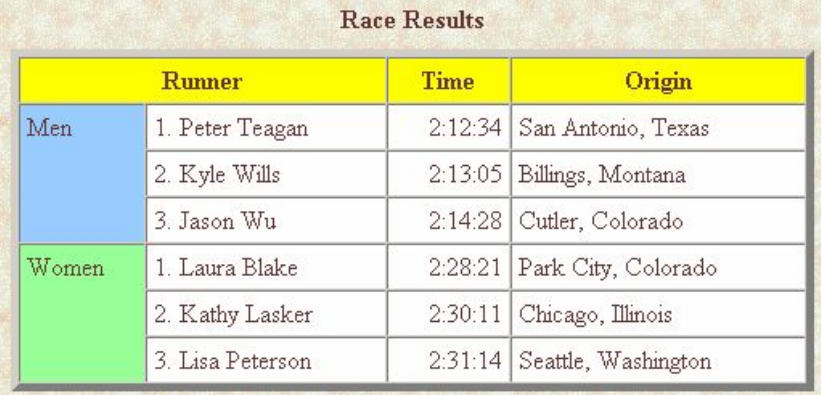 Race Results
Runner Time Origin
Men 1. Peter Teagan 2:12:34 San Antonio, Texas
2. Kyle Wills 2:13:05 Billings, Montana
3. Jason Wu 2:14:28 Cutler, Colorado
Women 1. Laura Blake 2:28:21 Park City, Colorado
2. Kathy Lasker 2:30:11 Chicago, Illinois
3. Lisa Peterson 2:31:14 Seattle, Washington